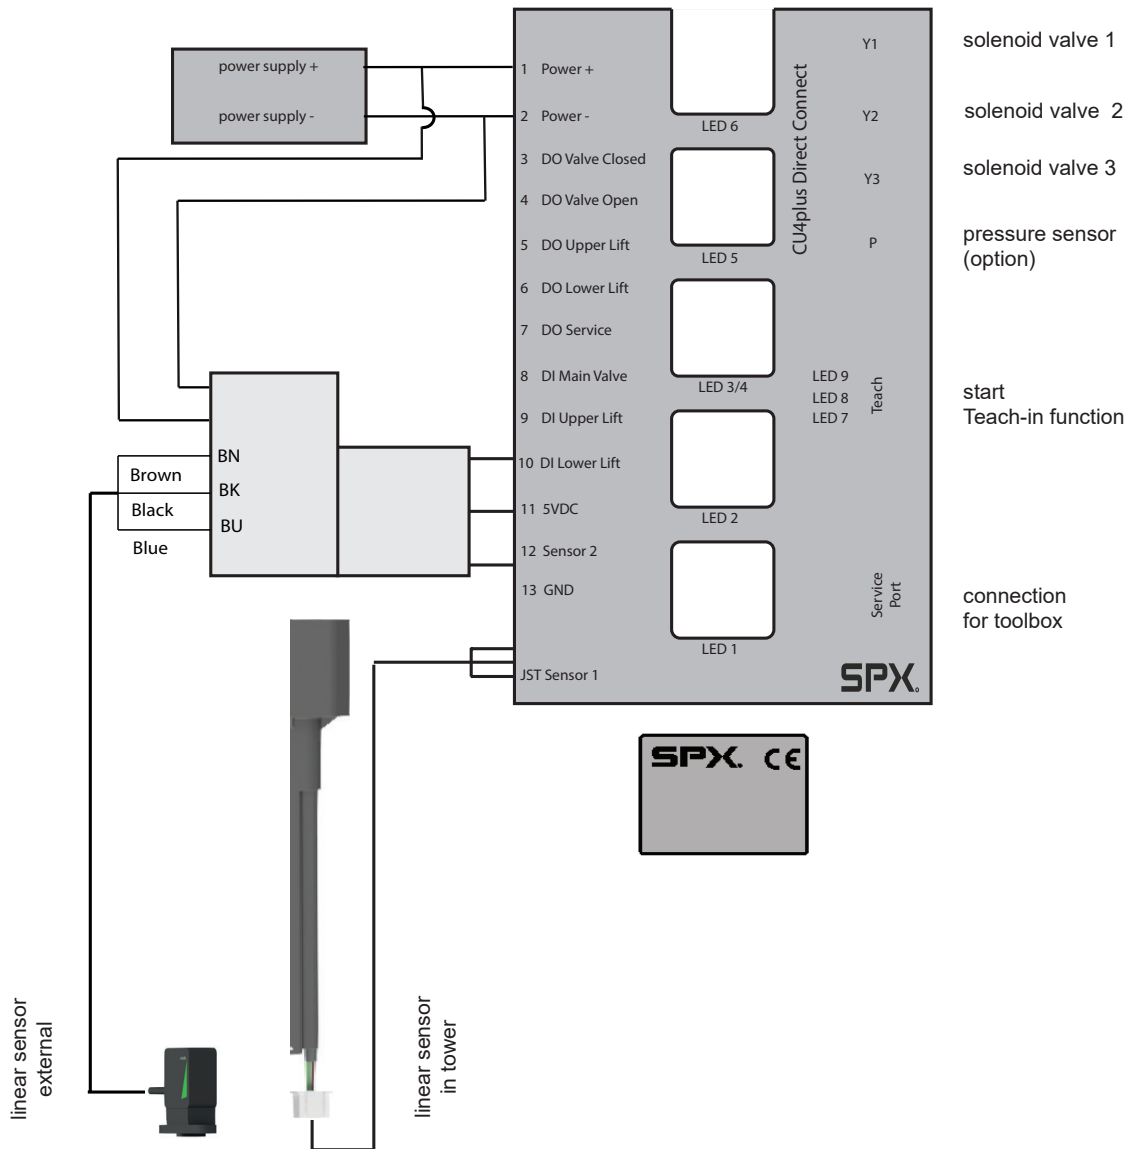 power supply +
power supply -
1 Power +
2 Power -
3 DO Valve Closed
4 DO Valve Open
5 DO Upper Lift
6 DO Lower Lift
7 DO Service
8 DI Main Valve
9 DI Upper Lift
10 DI Lower Lift
11 5VDC
12 Sensor 2
13 GND
JST Sensor 1
LED 6
LED 5
LED 3/4
LED 2
LED 1
CU4plus Direct Connect
Y1
Y2
Y3
P
LED 9
LED 8
LED 7
Teach
Service
Port
SPX
solenoid valve 1
solenoid valve 2
solenoid valve 3
pressure sensor
(option)
start
Teach-in function
connection
for toolbox
BN
Brown
BK
Black
BU
Blue
SPX. CE
linear sensor
external
linear sensor
in tower